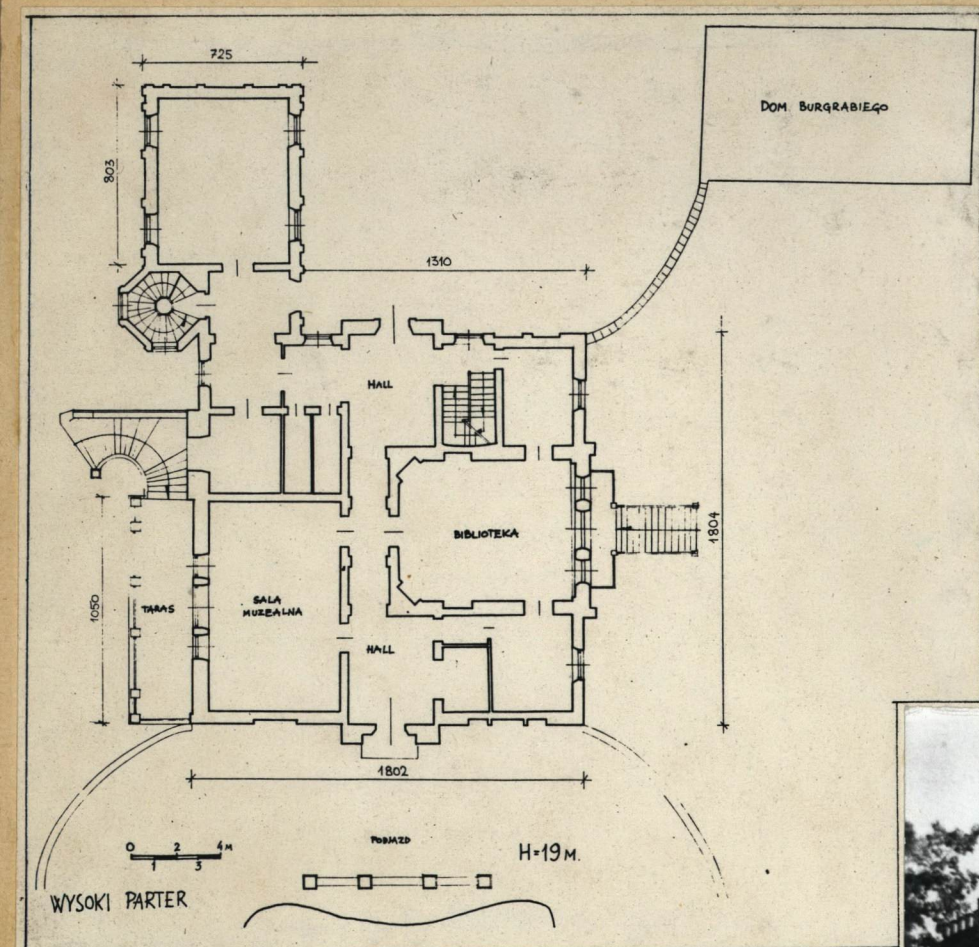 725
DOM BURGRABIEGO
803
1310
HALL
1804
BIBLIOTEKA
1050
TARAS
SALA
MUZEALNA
HALL
1802
PODJAZD
0 2 4M
1 3
H=19M.
WYSOKI PARTER